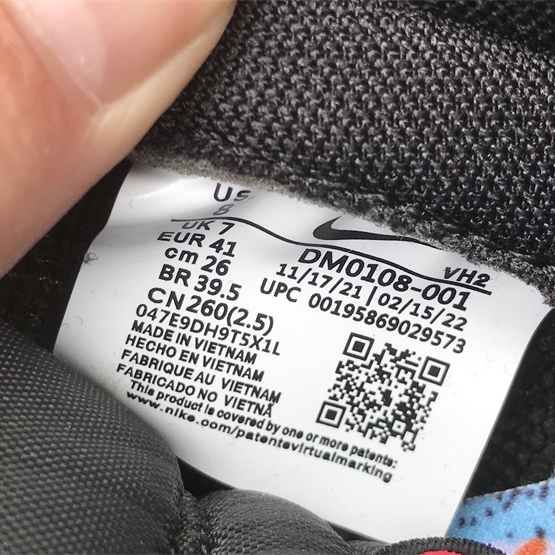 US
8
UK 7
EUR 41
cm 26
BR 39.5
CN 260(2.5)
VH2
DM0108-001
11/17/21 | 02/15/22
UPC 00195869029573
047E9DH9T5X1L
MADE IN VIETNAM
HECHO EN VIETNAM
FABRIQUE AU VIETNAM
FABRICADO NO VIETNÃ
This product is covered by one or more patents:
www.nike.com/patentsvirtualmarking